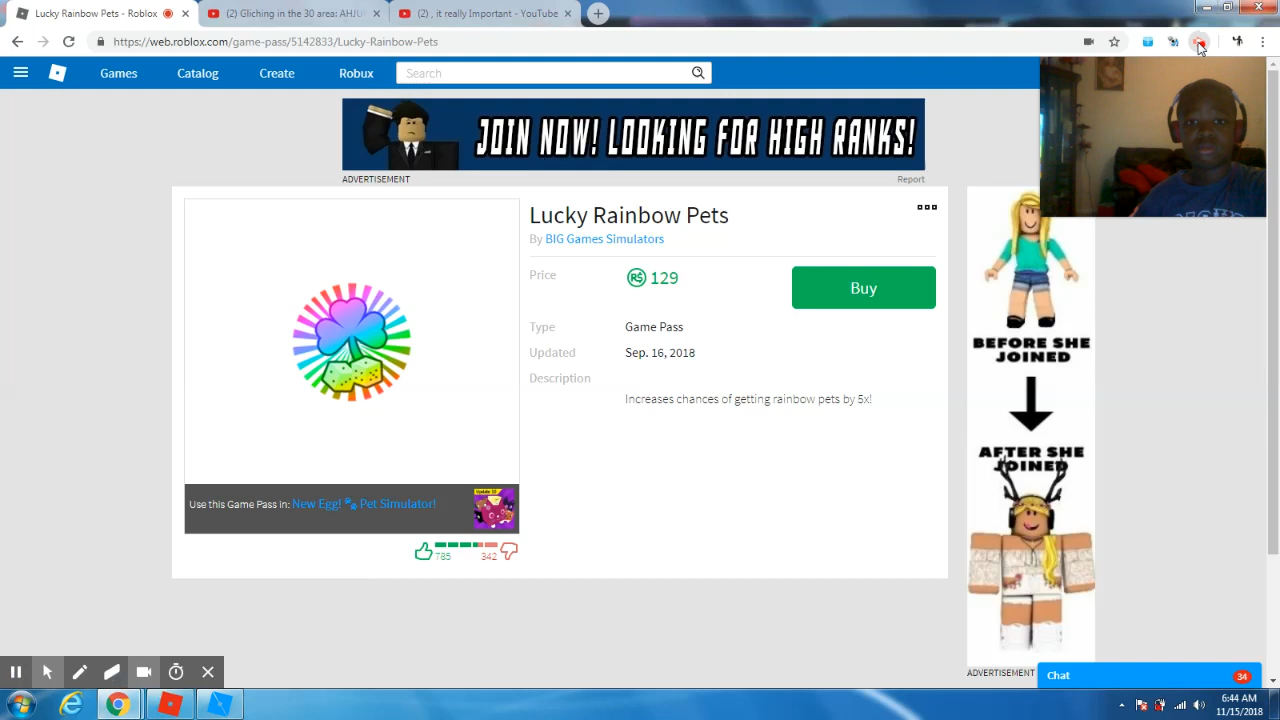 Lucky Rainbow Pets - Roblox
(2) Gliching in the 30 area: AHJU
(2) , it really Important - YouTube
https://web.roblox.com/game-pass/5142833/Lucky-Rainbow-Pets
Games Catalog Create Robux Search
JOIN NOW! LOOKING FOR HIGH RANKS!
ADVERTISEMENT Report
Lucky Rainbow Pets
By BIG Games Simulators
Price R$ 129 Buy
Type Game Pass
Updated Sep. 16, 2018
Description
Increases chances of getting rainbow pets by 5x!
Use this Game Pass in: New Egg! Pet Simulator!
785 342
BEFORE SHE
JOINED
AFTER SHE
JOINED
ADVERTISEMENT
Chat 34
6:44 AM
11/15/2018